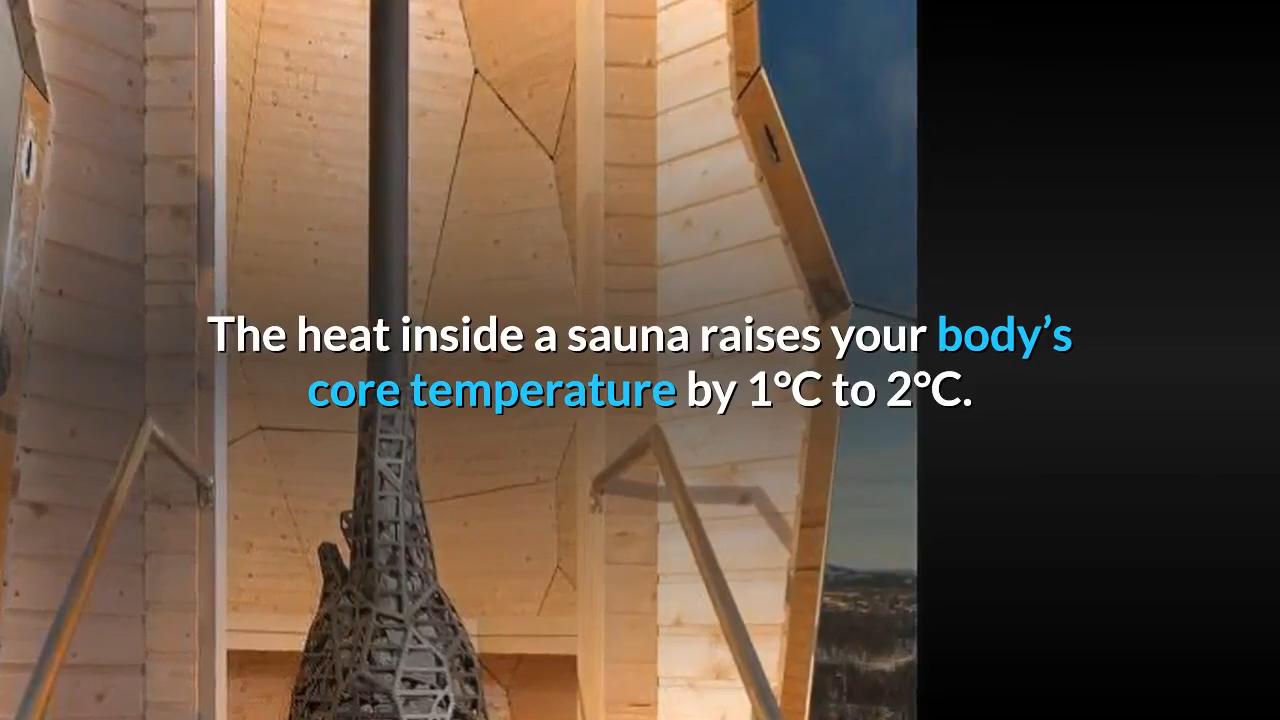 The heat inside a sauna raises your body’s
core temperature by 1°C to 2°C.